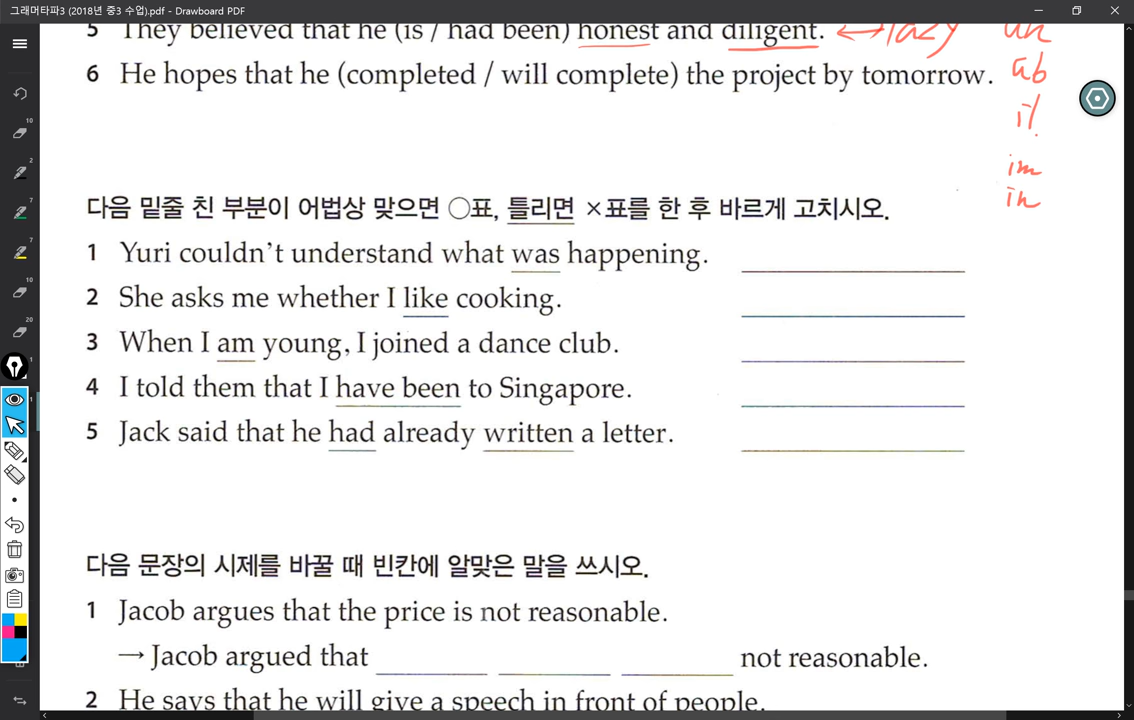 그래머타파3 (2018년 중3 수업).pdf - Drawboard PDF
5 They believed that he (is / had been) honest and diligent. ↔ lazy un
6 He hopes that he (completed / will complete) the project by tomorrow. ab
il
im
in
다음 밑줄 친 부분이 어법상 맞으면 ○표, 틀리면 ×표를 한 후 바르게 고치시오.
1 Yuri couldn't understand what was happening.
2 She asks me whether I like cooking.
3 When I am young, I joined a dance club.
4 I told them that I have been to Singapore.
5 Jack said that he had already written a letter.
다음 문장의 시제를 바꿀 때 빈칸에 알맞은 말을 쓰시오.
1 Jacob argues that the price is not reasonable.
→ Jacob argued that not reasonable.
2 He says that he will give a speech in front of people.
10
2
7
7
10
20
1
1